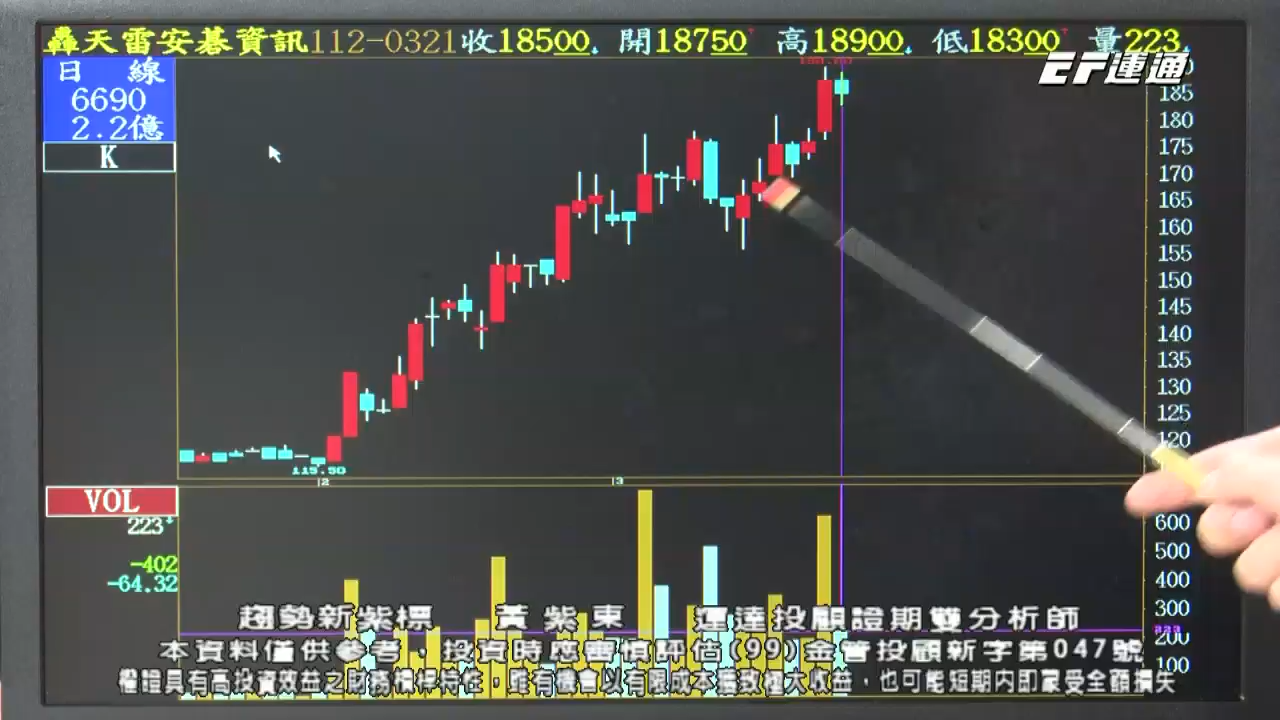 轟天雷安碁資訊112-0321收18500 開18750 高18900 低18300 量223
EF運通
日 線
6690
2.2億
K
185
180
175
170
165
160
155
150
145
140
135
130
125
120
115.50
2 3
VOL
223
-402
-64.32
600
500
400
300
200
100
趨勢新紫標 黃紫東 運達投顧證期雙分析師
本資料僅供參考，投資時應審慎評估(99)金管投顧新字第047號
權證具有高投資效益之財務槓桿特性，雖有機會以有限成本獲致極大收益，也可能短期內即蒙受全額損失